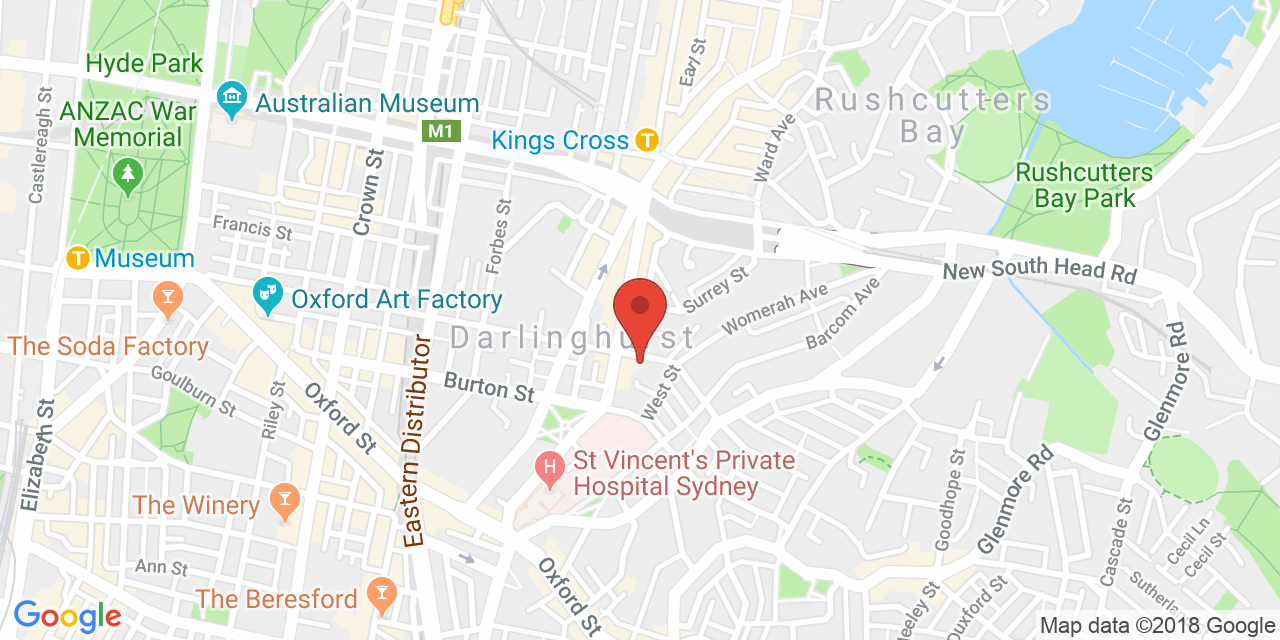 Hyde Park
Australian Museum
ANZAC War
Memorial
Castlereagh St
Crown St
M1
Kings Cross
T
Earl St
Ward Ave
Rushcutters
Bay
Rushcutters
Bay Park
Francis St
Forbes St
T
Museum
Oxford Art Factory
The Soda Factory
Darlinghurst
Surrey St
Womerah Ave
Barcom Ave
New South Head Rd
Goulburn St
Riley St
Oxford St
Eastern Distributor
Burton St
West St
Glenmore Rd
Elizabeth St
The Winery
H
St Vincent's Private
Hospital Sydney
Goodhope St
Glenmore Rd
Cascade St
Cecil Ln
Cecil St
Ann St
The Beresford
Oxford St
eeley St
Duxford St
Sutherla
Google
Map data ©2018 Google